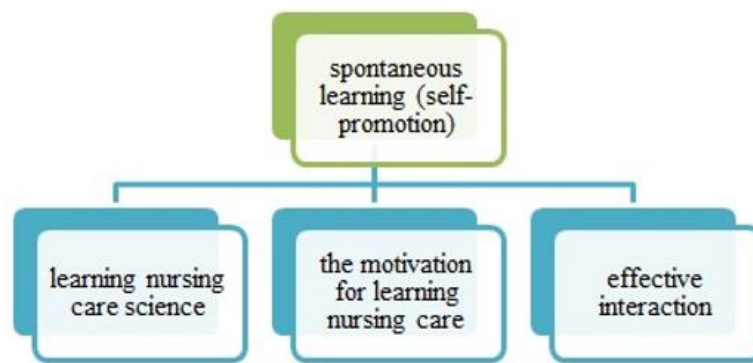 spontaneous
learning (self-
promotion)
learning nursing
care science
the motivation
for learning
nursing care
effective
interaction